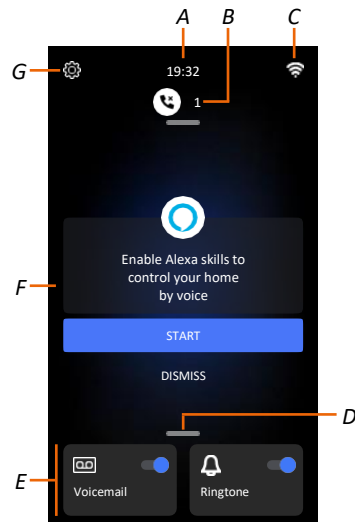 A
B
C
G
19:32
1
Enable Alexa skills to
control your home
by voice
F
START
DISMISS
D
E
Voicemail
Ringtone